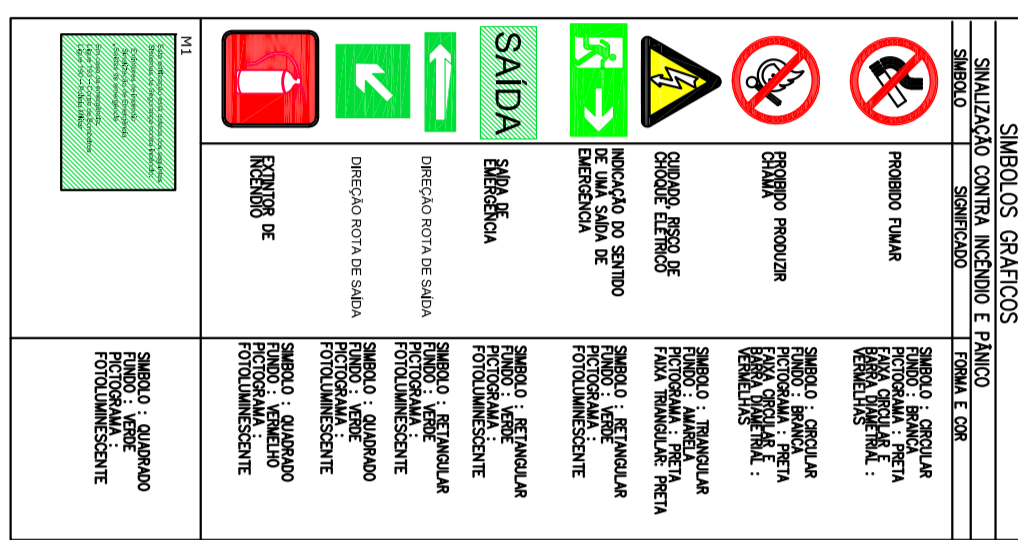 SIMBOLOS GRÁFICOS
SINALIZAÇÃO CONTRA INCÊNDIO E PÂNICO
SÍMBOLO
SIGNIFICADO
FORMA E COR
PROIBIDO FUMAR
SIMBOLO : CIRCULAR
FUNDO : BRANCA
PICTOGRAMA : PRETA
FAIXA CIRCULAR E
BARRA DIAMETRIAL :
VERMELHAS
PROIBIDO PRODUZIR
CHAMA
SIMBOLO : CIRCULAR
FUNDO : BRANCA
PICTOGRAMA : PRETA
FAIXA CIRCULAR E
BARRA DIAMETRIAL :
VERMELHAS
CUIDADO, RISCO DE
CHOQUE ELÉTRICO
SIMBOLO : TRIANGULAR
FUNDO : AMARELA
PICTOGRAMA : PRETA
FAIXA TRIANGULAR: PRETA
INDICAÇÃO DO SENTIDO
DE UMA SAÍDA DE
EMERGÊNCIA
SIMBOLO : RETANGULAR
FUNDO : VERDE
PICTOGRAMA :
FOTOLUMINESCENTE
SAÍDA
SAÍDA DE
EMERGÊNCIA
SIMBOLO : RETANGULAR
FUNDO : VERDE
PICTOGRAMA :
FOTOLUMINESCENTE
DIREÇÃO ROTA DE SAÍDA
SIMBOLO : RETANGULAR
FUNDO : VERDE
PICTOGRAMA :
FOTOLUMINESCENTE
DIREÇÃO ROTA DE SAÍDA
SIMBOLO : QUADRADO
FUNDO : VERDE
PICTOGRAMA :
FOTOLUMINESCENTE
EXTINTOR DE
INCÊNDIO
SIMBOLO : QUADRADO
FUNDO : VERMELHO
PICTOGRAMA :
FOTOLUMINESCENTE
M1
SIMBOLO : QUADRADO
FUNDO : VERDE
PICTOGRAMA :
FOTOLUMINESCENTE